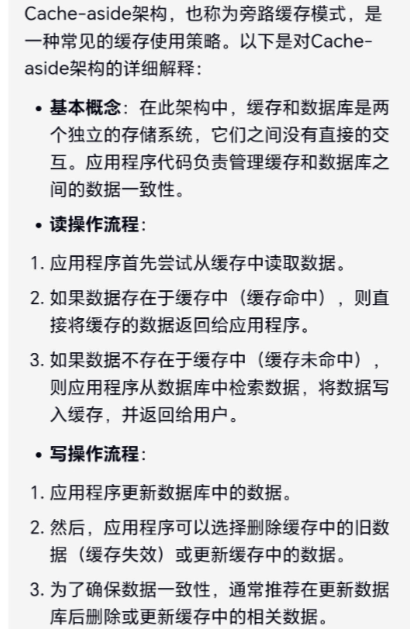 Cache-aside架构，也称为旁路缓存模式，是
一种常见的缓存使用策略。以下是对Cache-
aside架构的详细解释：
• 基本概念：在此架构中，缓存和数据库是两
个独立的存储系统，它们之间没有直接的交
互。应用程序代码负责管理缓存和数据库之
间的数据一致性。
• 读操作流程：
1. 应用程序首先尝试从缓存中读取数据。
2. 如果数据存在于缓存中（缓存命中），则直
接将缓存的数据返回给应用程序。
3. 如果数据不存在于缓存中（缓存未命中），
则应用程序从数据库中检索数据，将数据写
入缓存，并返回给用户。
• 写操作流程：
1. 应用程序更新数据库中的数据。
2. 然后，应用程序可以选择删除缓存中的旧数
据（缓存失效）或更新缓存中的数据。
3. 为了确保数据一致性，通常推荐在更新数据
库后删除或更新缓存中的相关数据。